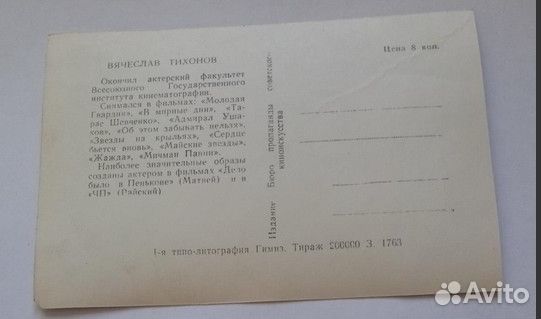 ВЯЧЕСЛАВ ТИХОНОВ
Окончил актерский факультет
Всесоюзного Государственного
института кинематографии.
Снимался в фильмах: «Молодая
Гвардия», «В мирные дни», «Та-
рас Шевченко», «Адмирал Уша-
ков», «Об этом забывать нельзя»,
«Звезды на крыльях», «Сердце
бьется вновь», «Майские звезды»,
«Жажда», «Мичман Панин».
Наиболее значительные образы
созданы актером в фильмах «Дело
было в Пенькове» (Матвей) и в
«ЧП» (Райский)
Издание Бюро пропаганды советского
киноискусства
Цена 8 коп.
1-я типо-литография Гимиз. Тираж 200000 З. 1763
Avito